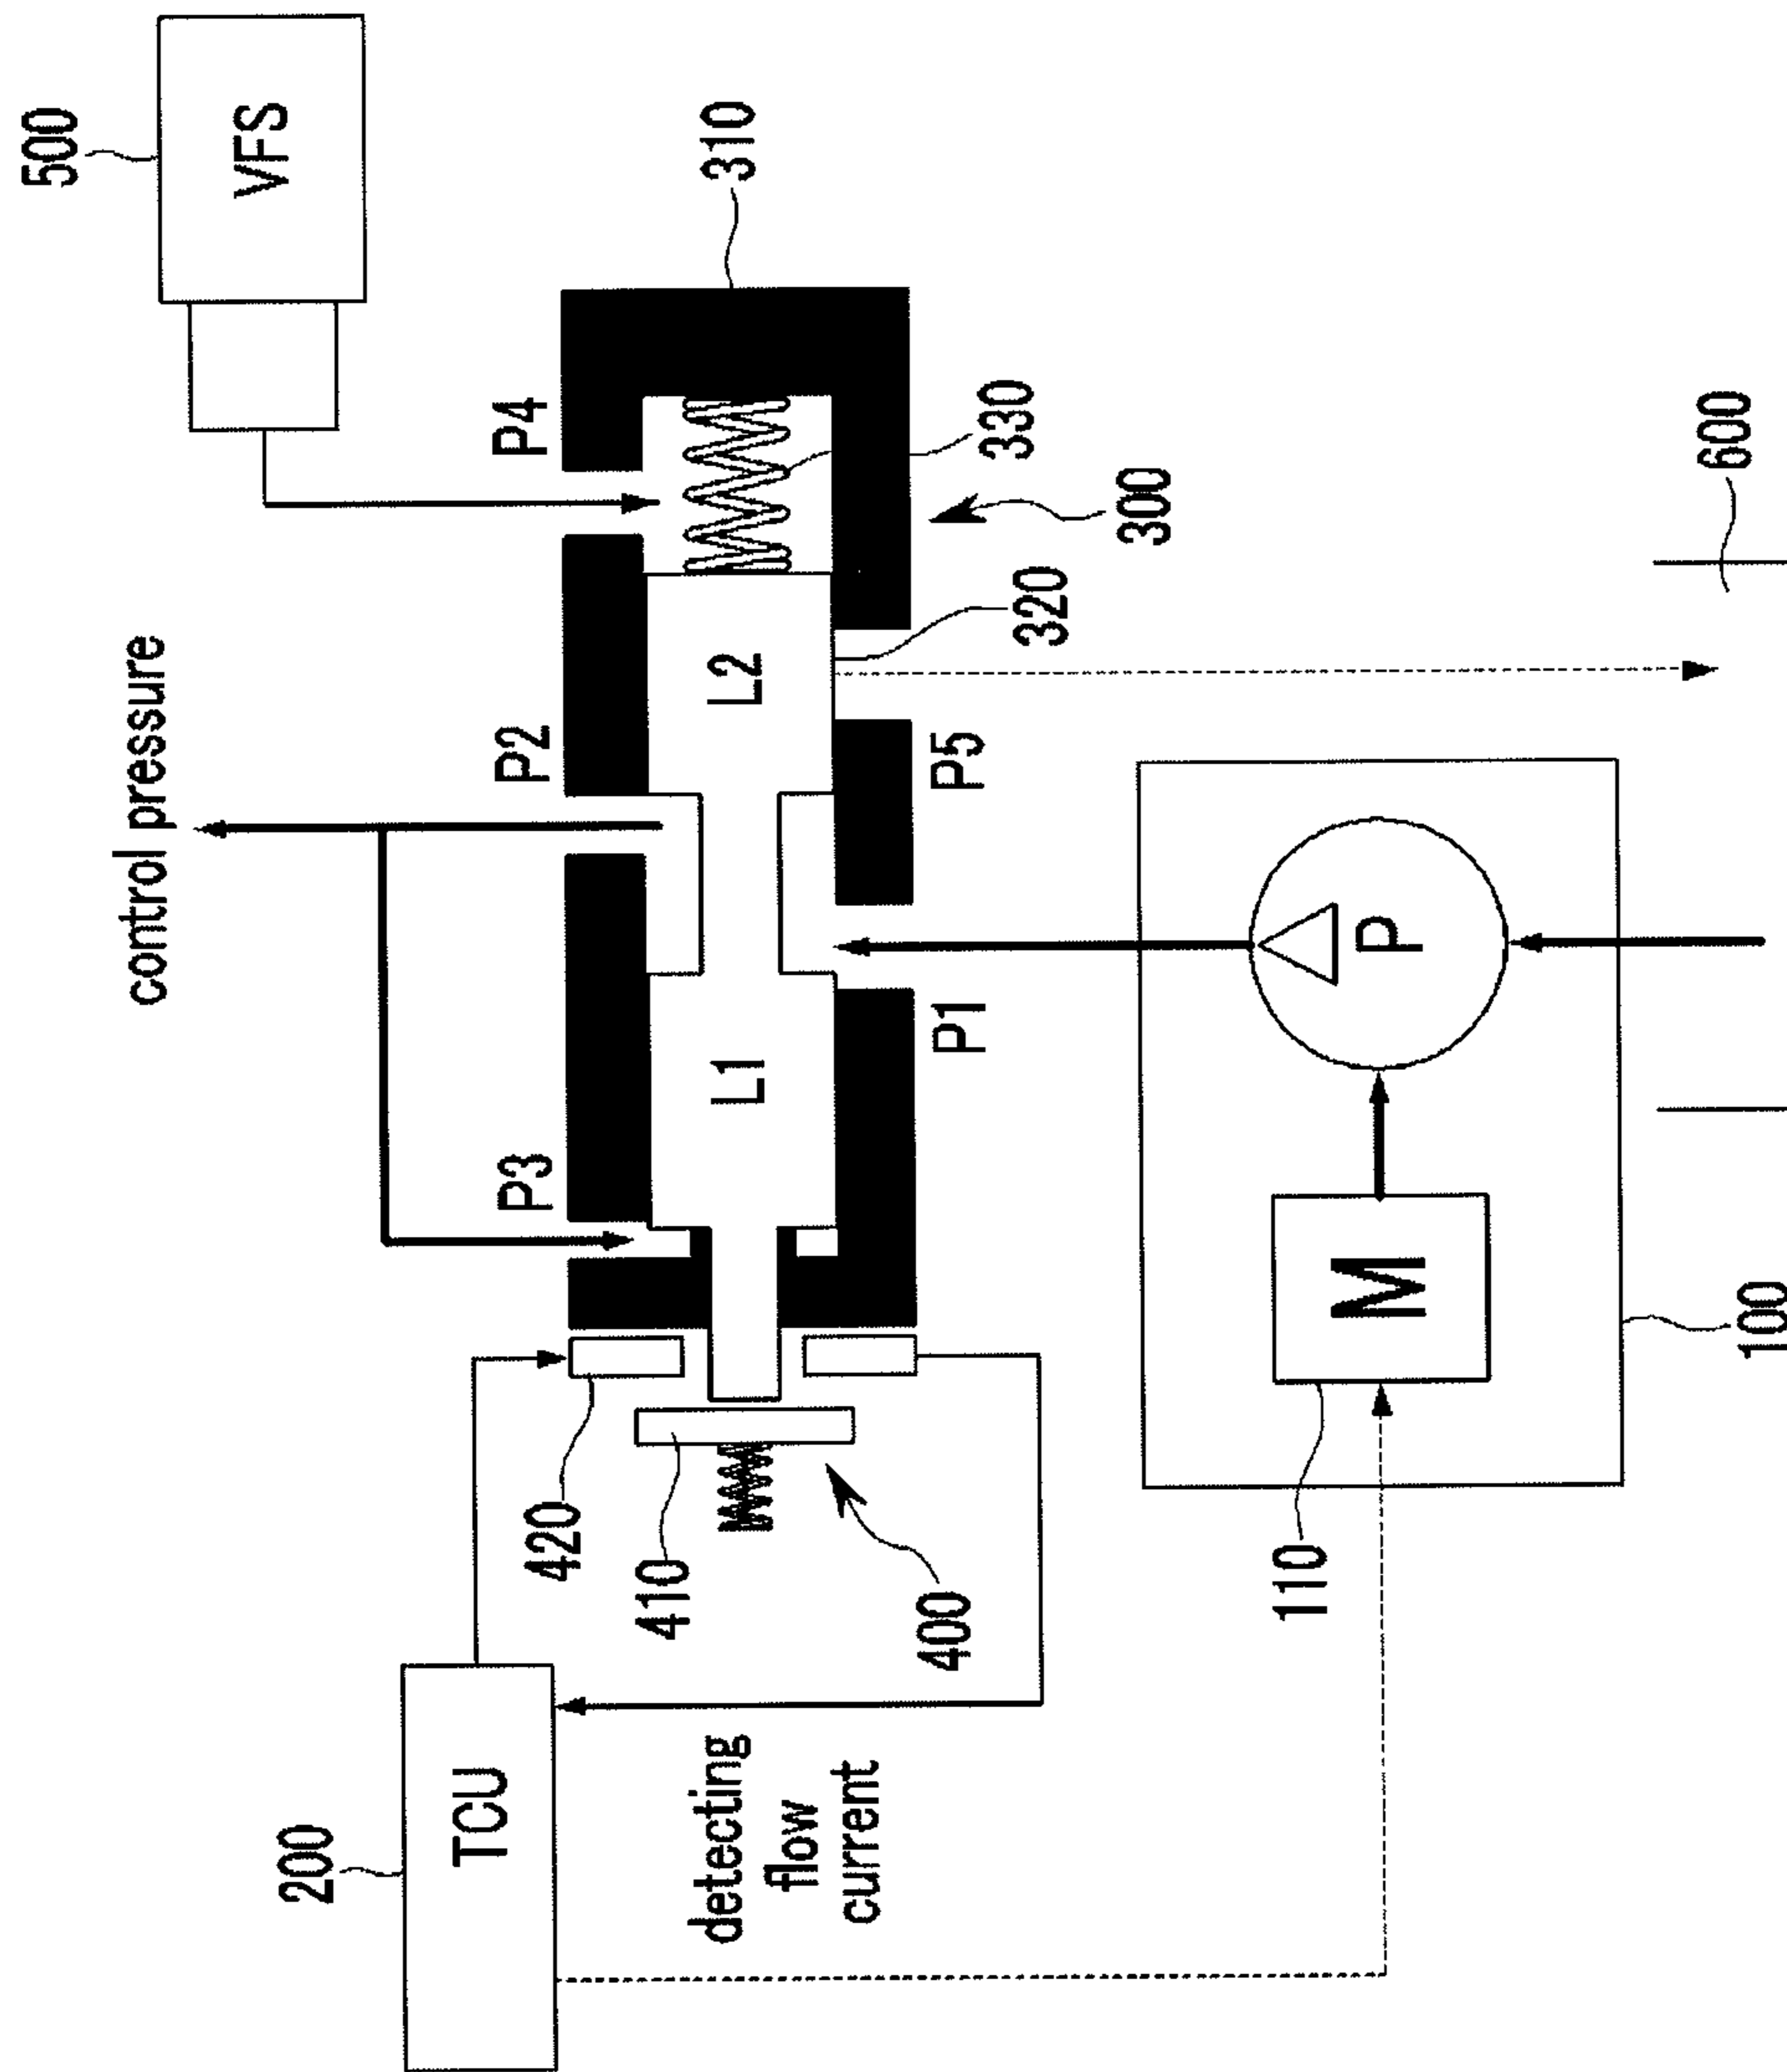 500
VFS
310
P4
330
300
600
320
L2
P2
P5
control pressure
P3
L1
P1
P
M
110
100
420
410
400
200
TCU
detecting
flow
current